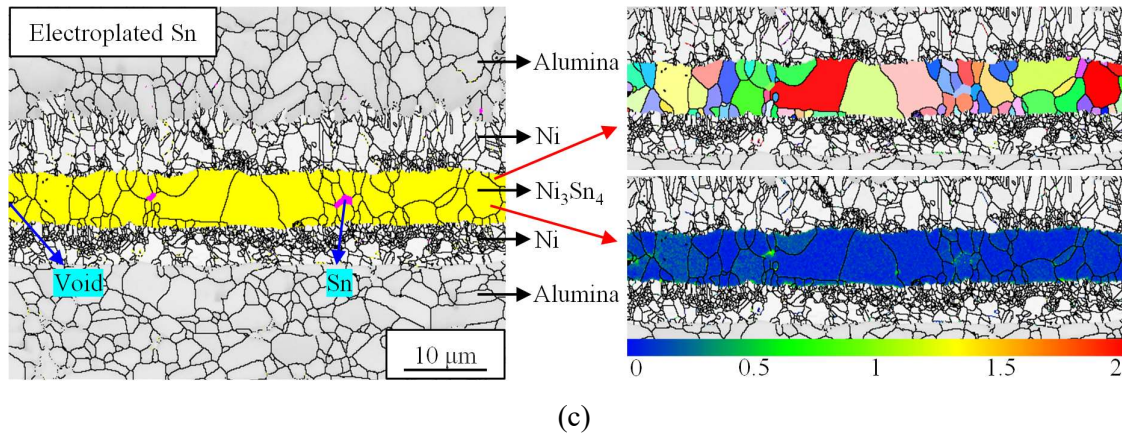 Electroplated Sn
Alumina
Ni
Ni₃Sn₄
Ni
Void
Sn
Alumina
10 μm
0 0.5 1 1.5 2
(c)